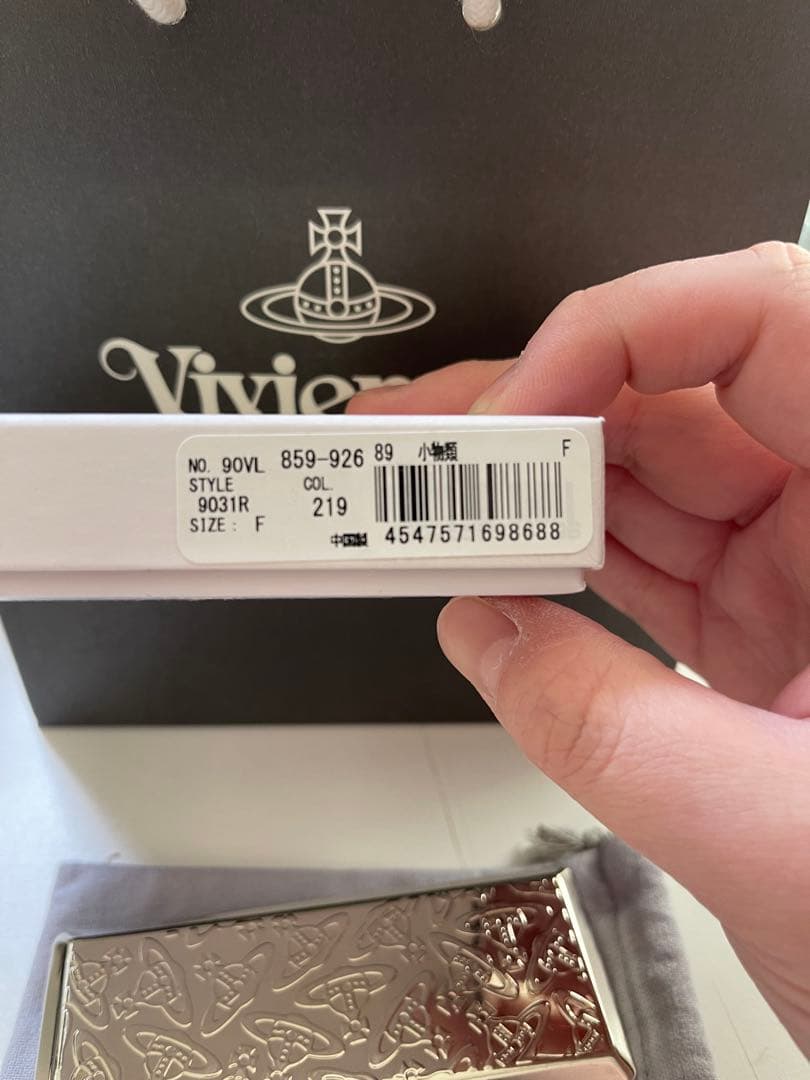 Vivien
NO. 90VL 859-926 89 小物類 F
STYLE COL.
9031R 219
SIZE: F
中国製 4547571698688